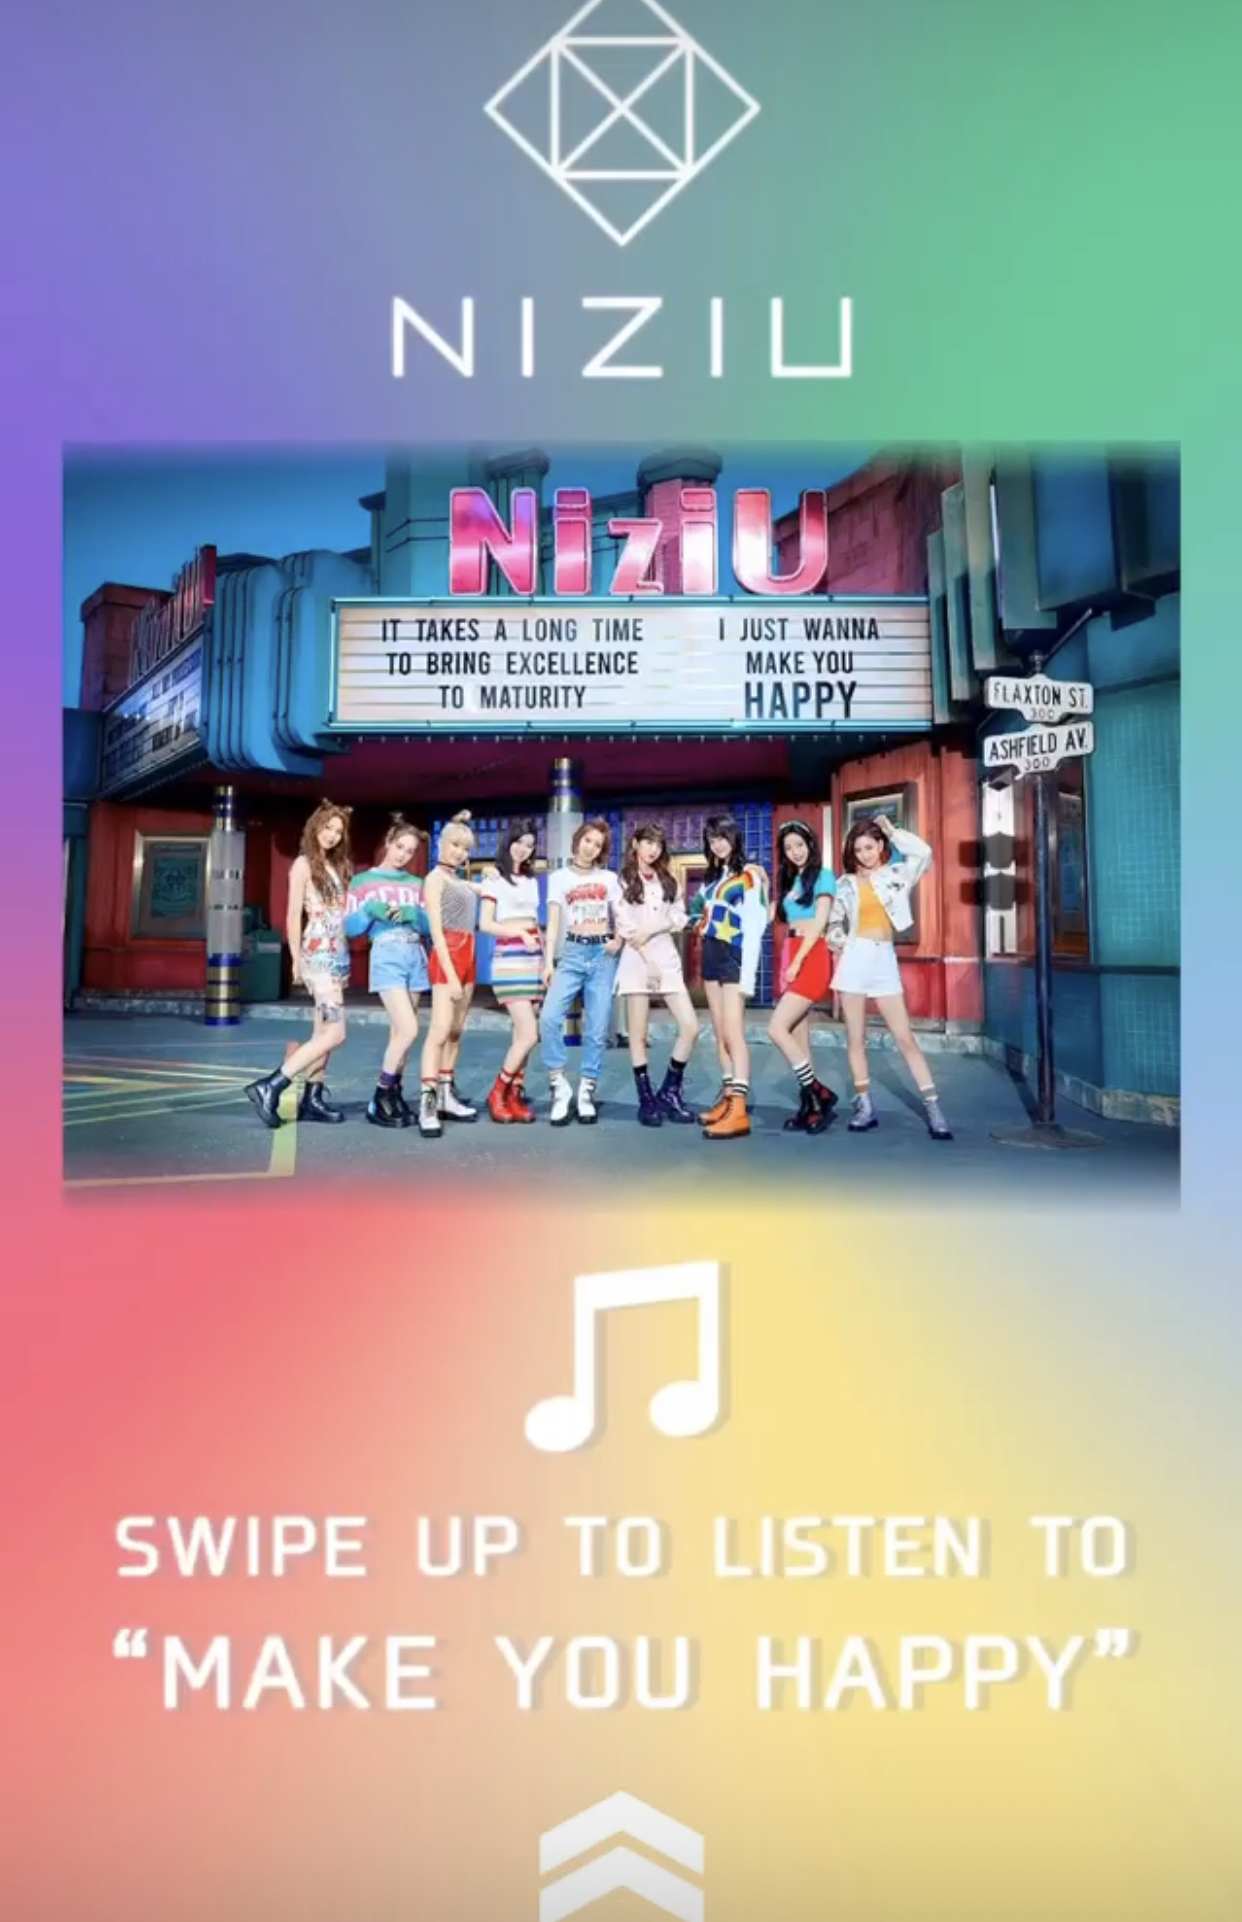 NIZIU
NiziU
IT TAKES A LONG TIME
TO BRING EXCELLENCE
TO MATURITY
I JUST WANNA
MAKE YOU
HAPPY
FLAXTON ST.
300
ASHFIELD AV.
300
SWIPE UP TO LISTEN TO
“MAKE YOU HAPPY”